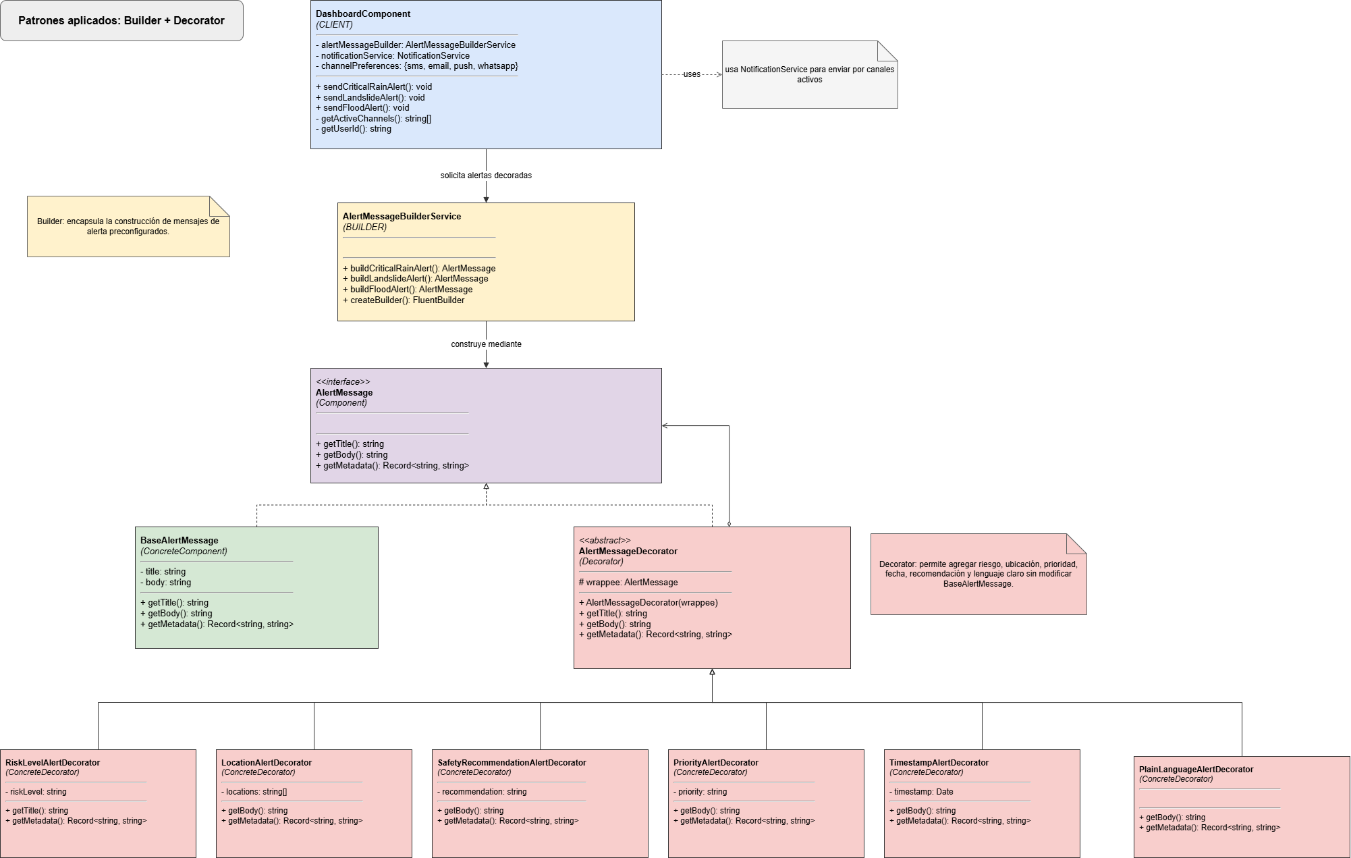 Patrones aplicados: Builder + Decorator
DashboardComponent
(CLIENT)
- alertMessageBuilder: AlertMessageBuilderService
- notificationService: NotificationService
- channelPreferences: {sms, email, push, whatsapp}
+ sendCriticalRainAlert(): void
+ sendLandslideAlert(): void
+ sendFloodAlert(): void
- getActiveChannels(): string[]
- getUserId(): string
uses
usa NotificationService para enviar por canales
activos
solicita alertas decoradas
Builder: encapsula la construcción de mensajes de
alerta preconfigurados.
AlertMessageBuilderService
(BUILDER)
+ buildCriticalRainAlert(): AlertMessage
+ buildLandslideAlert(): AlertMessage
+ buildFloodAlert(): AlertMessage
+ createBuilder(): FluentBuilder
construye mediante
<<interface>>
AlertMessage
(Component)
+ getTitle(): string
+ getBody(): string
+ getMetadata(): Record<string, string>
BaseAlertMessage
(ConcreteComponent)
- title: string
- body: string
+ getTitle(): string
+ getBody(): string
+ getMetadata(): Record<string, string>
<<abstract>>
AlertMessageDecorator
(Decorator)
# wrappee: AlertMessage
+ AlertMessageDecorator(wrappee)
+ getTitle(): string
+ getBody(): string
+ getMetadata(): Record<string, string>
Decorator: permite agregar riesgo, ubicación, prioridad,
fecha, recomendación y lenguaje claro sin modificar
BaseAlertMessage.
RiskLevelAlertDecorator
(ConcreteDecorator)
- riskLevel: string
+ getTitle(): string
+ getMetadata(): Record<string, string>
LocationAlertDecorator
(ConcreteDecorator)
- locations: string[]
+ getBody(): string
+ getMetadata(): Record<string, string>
SafetyRecommendationAlertDecorator
(ConcreteDecorator)
- recommendation: string
+ getBody(): string
+ getMetadata(): Record<string, string>
PriorityAlertDecorator
(ConcreteDecorator)
- priority: string
+ getBody(): string
+ getMetadata(): Record<string, string>
TimestampAlertDecorator
(ConcreteDecorator)
- timestamp: Date
+ getBody(): string
+ getMetadata(): Record<string, string>
PlainLanguageAlertDecorator
(ConcreteDecorator)
+ getBody(): string
+ getMetadata(): Record<string, string>